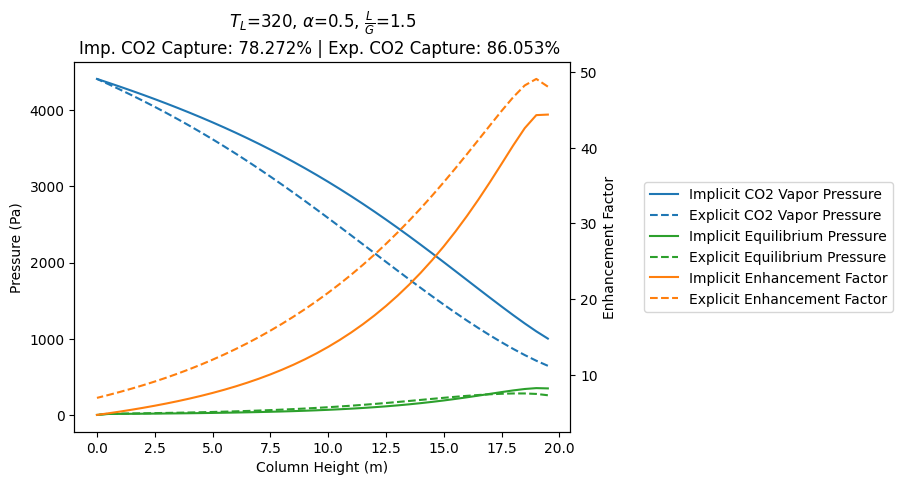 T_L=320, α=0.5, L/G=1.5
Imp. CO2 Capture: 78.272% | Exp. CO2 Capture: 86.053%
50
4000
40
3000
30
2000
20
1000
10
0
Pressure (Pa)
Enhancement Factor
0.0 2.5 5.0 7.5 10.0 12.5 15.0 17.5 20.0
Column Height (m)
Implicit CO2 Vapor Pressure
Explicit CO2 Vapor Pressure
Implicit Equilibrium Pressure
Explicit Equilibrium Pressure
Implicit Enhancement Factor
Explicit Enhancement Factor